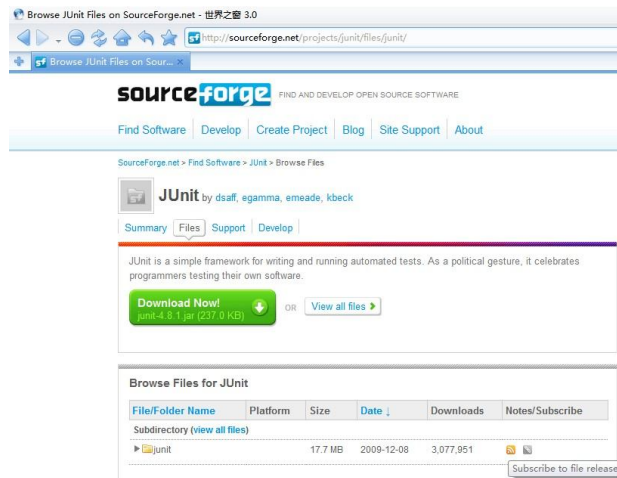 Browse JUnit Files on SourceForge.net - 世界之窗 3.0
http://sourceforge.net/projects/junit/files/junit/
Browse JUnit Files on Sour...
sourceforge FIND AND DEVELOP OPEN SOURCE SOFTWARE
Find Software Develop Create Project Blog Site Support About
SourceForge.net > Find Software > JUnit > Browse Files
JUnit by dsaff, egamma, emeade, kbeck
Summary Files Support Develop
JUnit is a simple framework for writing and running automated tests. As a political gesture, it celebrates
programmers testing their own software.
Download Now!
junit-4.8.1.jar (237.0 KB)
OR View all files
Browse Files for JUnit
File/Folder Name Platform Size Date ↓ Downloads Notes/Subscribe
Subdirectory (view all files)
junit 17.7 MB 2009-12-08 3,077,951
Subscribe to file release